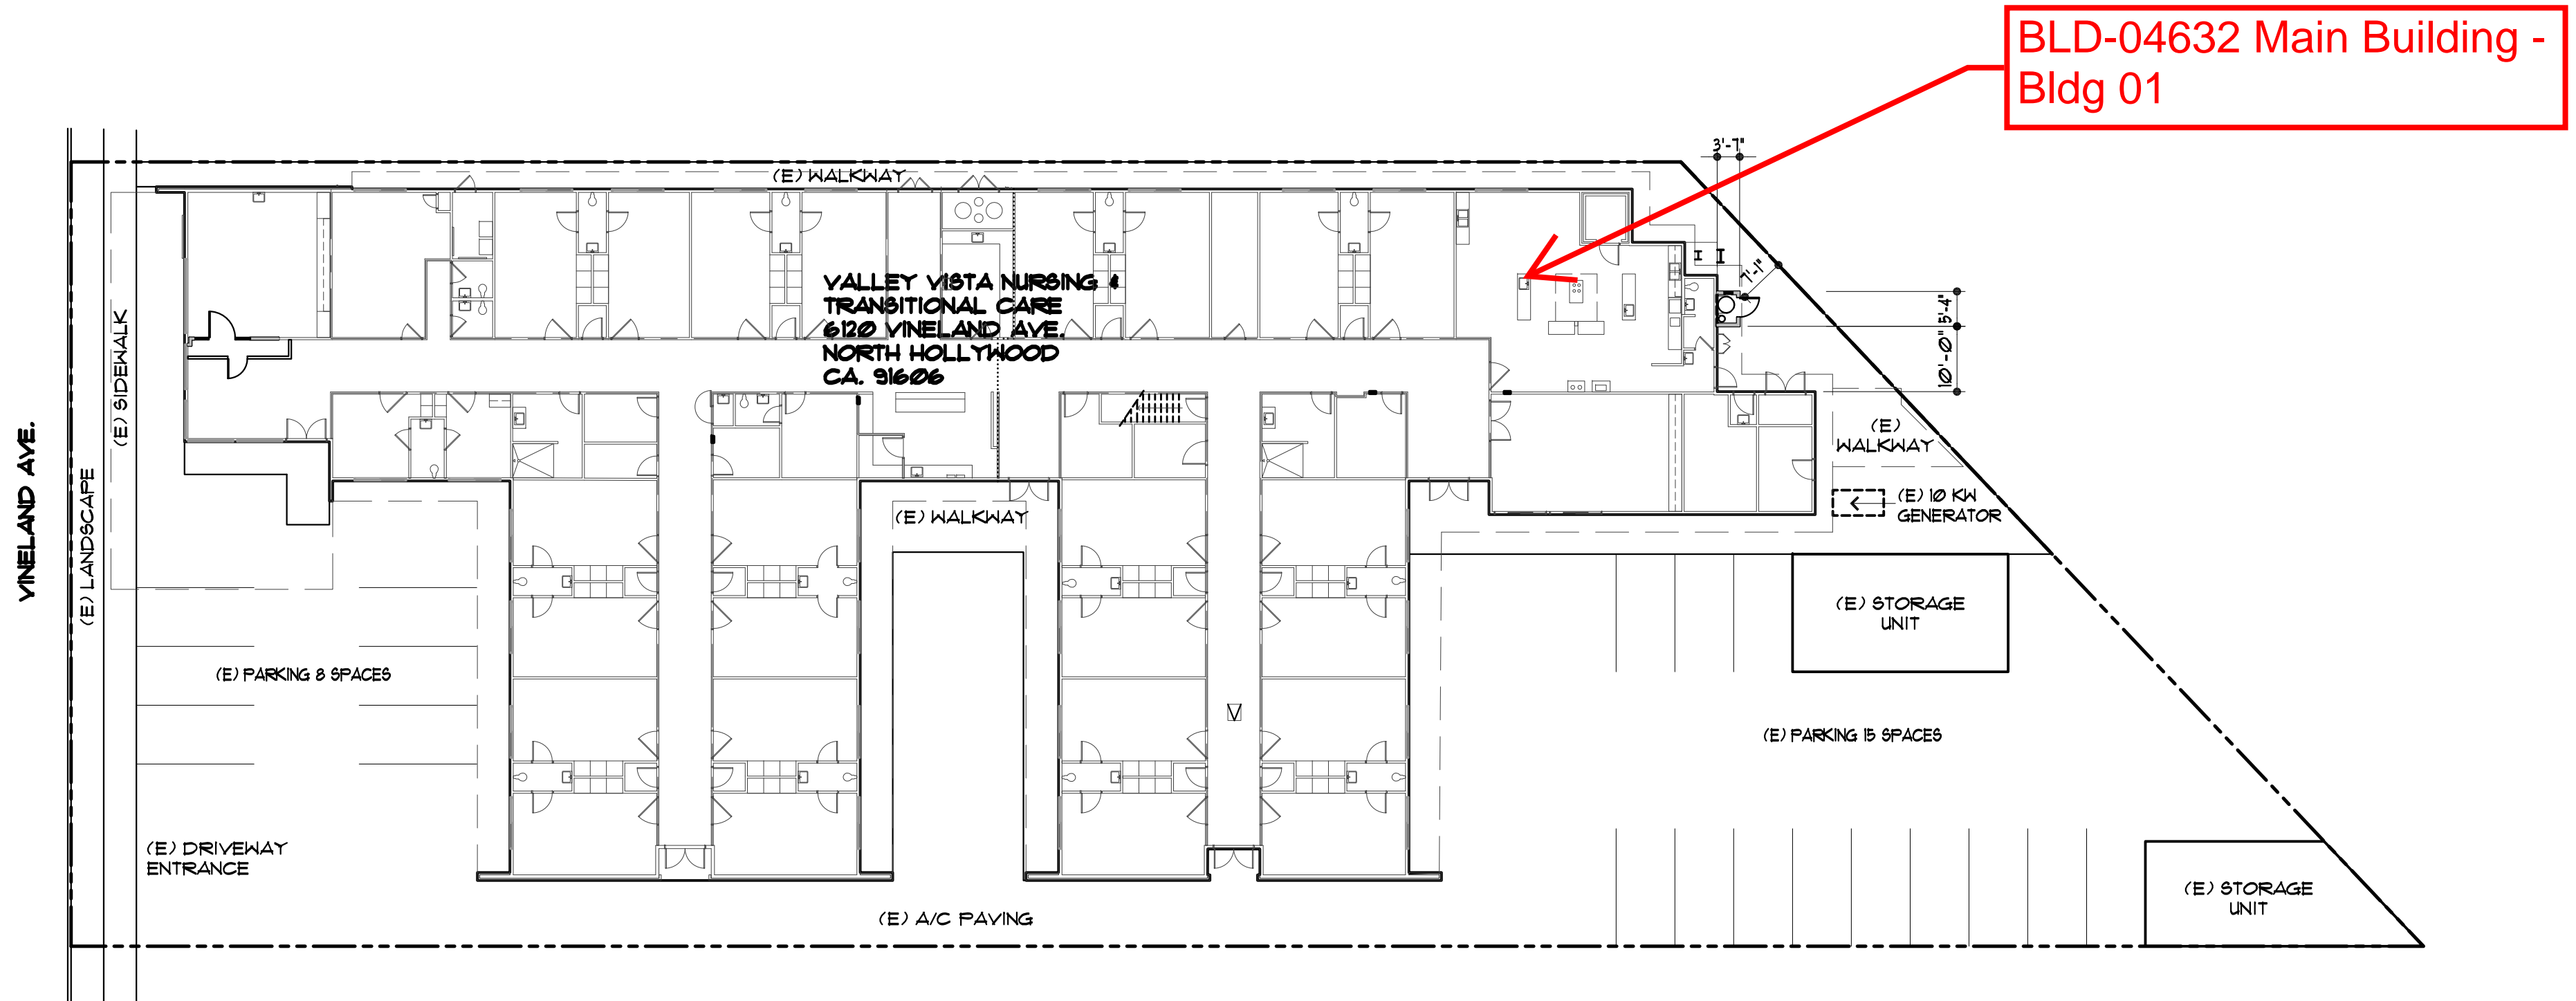 BLD-04632 Main Building -
Bldg 01
3'-7"
(E) WALKWAY
7'-1"
5'-4"
10'-0"
VALLEY VISTA NURSING &
TRANSITIONAL CARE
6120 VINELAND AVE.
NORTH HOLLYWOOD
CA. 91606
(E) SIDEWALK
VINELAND AVE.
(E) LANDSCAPE
(E)
WALKWAY
(E) 10 KW
GENERATOR
(E) WALKWAY
(E) STORAGE
UNIT
(E) PARKING 8 SPACES
(E) PARKING 15 SPACES
(E) DRIVEWAY
ENTRANCE
(E) STORAGE
UNIT
(E) A/C PAVING